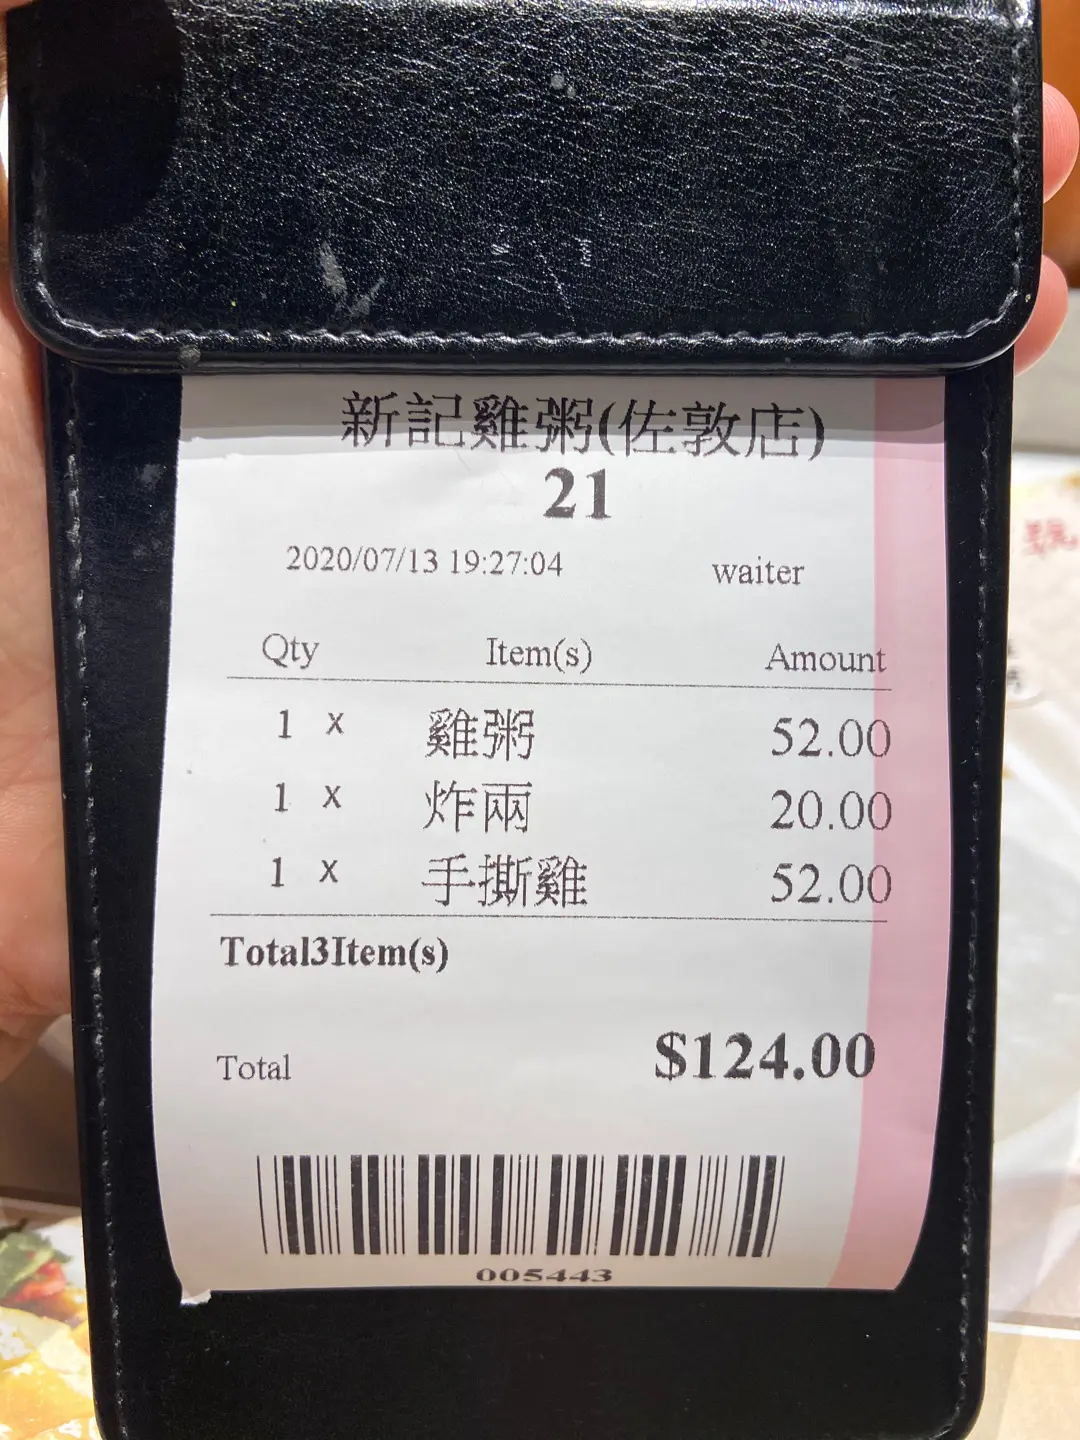 新記雞粥(佐敦店)
21
2020/07/13 19:27:04 waiter
Qty Item(s) Amount
1 x 雞粥 52.00
1 x 炸兩 20.00
1 x 手撕雞 52.00
Total3Item(s)
Total $124.00
005443